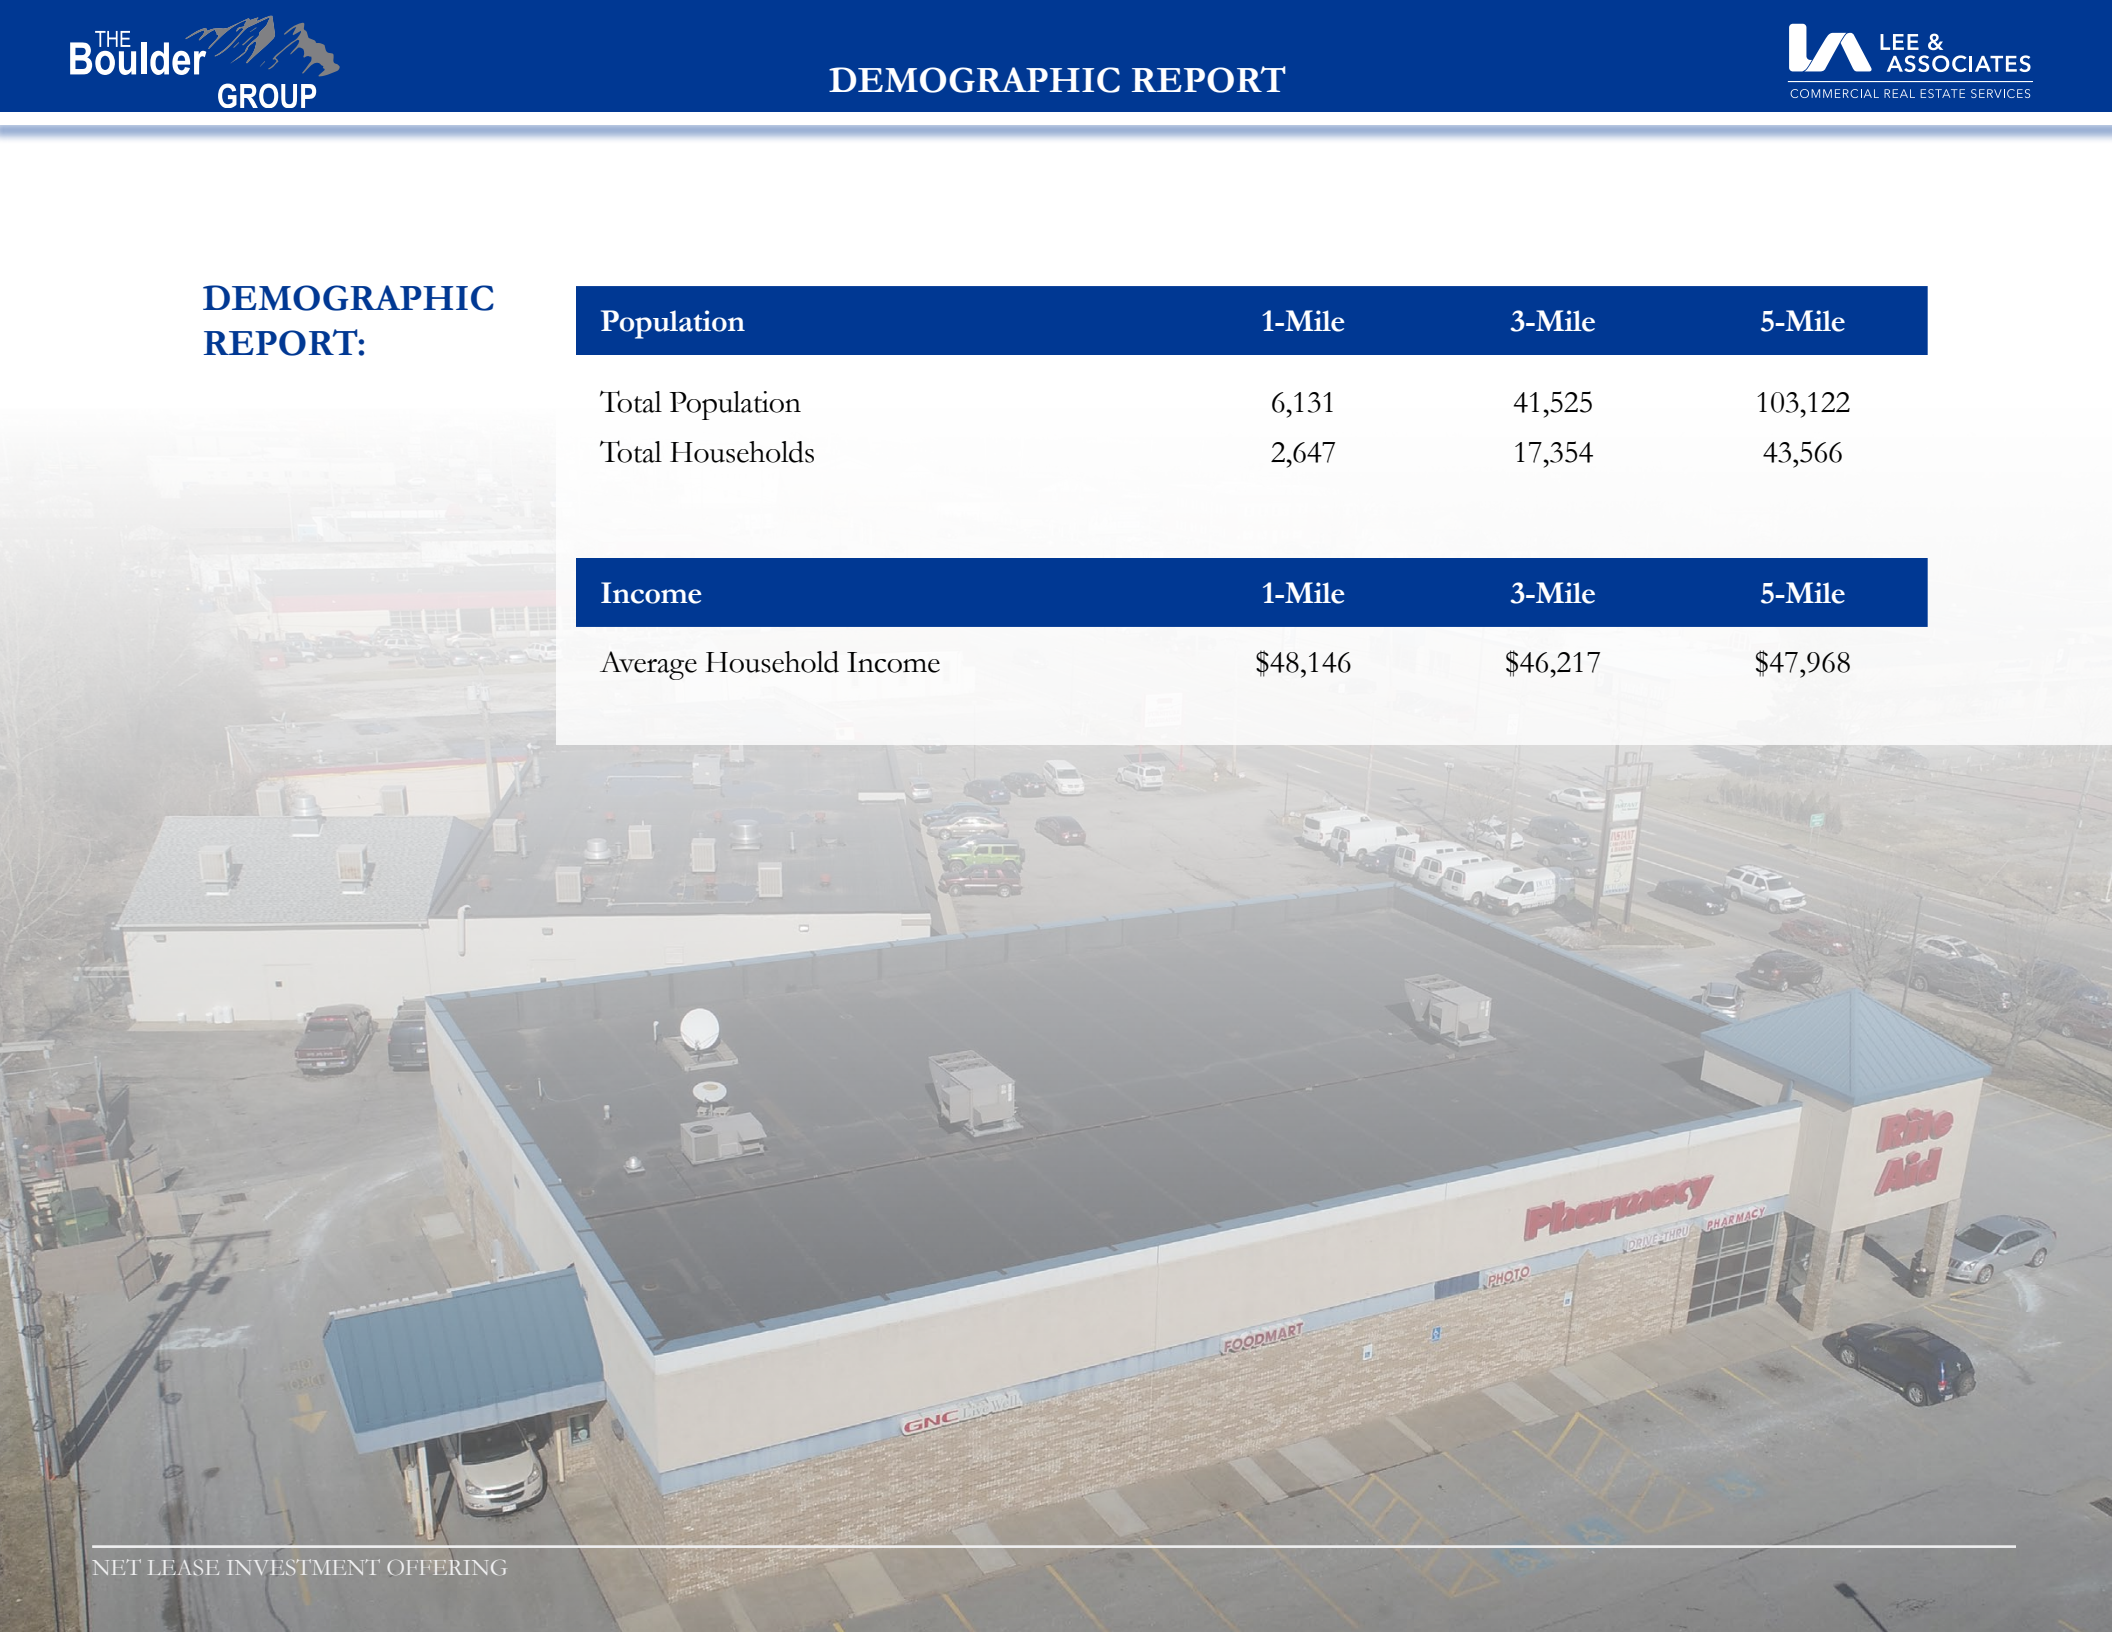 THE
Boulder
GROUP
DEMOGRAPHIC REPORT
LEE &
ASSOCIATES
COMMERCIAL REAL ESTATE SERVICES
DEMOGRAPHIC
REPORT:
Population 1-Mile 3-Mile 5-Mile
Total Population 6,131 41,525 103,122
Total Households 2,647 17,354 43,566
Income 1-Mile 3-Mile 5-Mile
Average Household Income $48,146 $46,217 $47,968
INSTANT
Rite
Aid
Pharmacy
DRIVE-THRU PHARMACY
PHOTO
FOODMART
GNC Live Well
NET LEASE INVESTMENT OFFERING